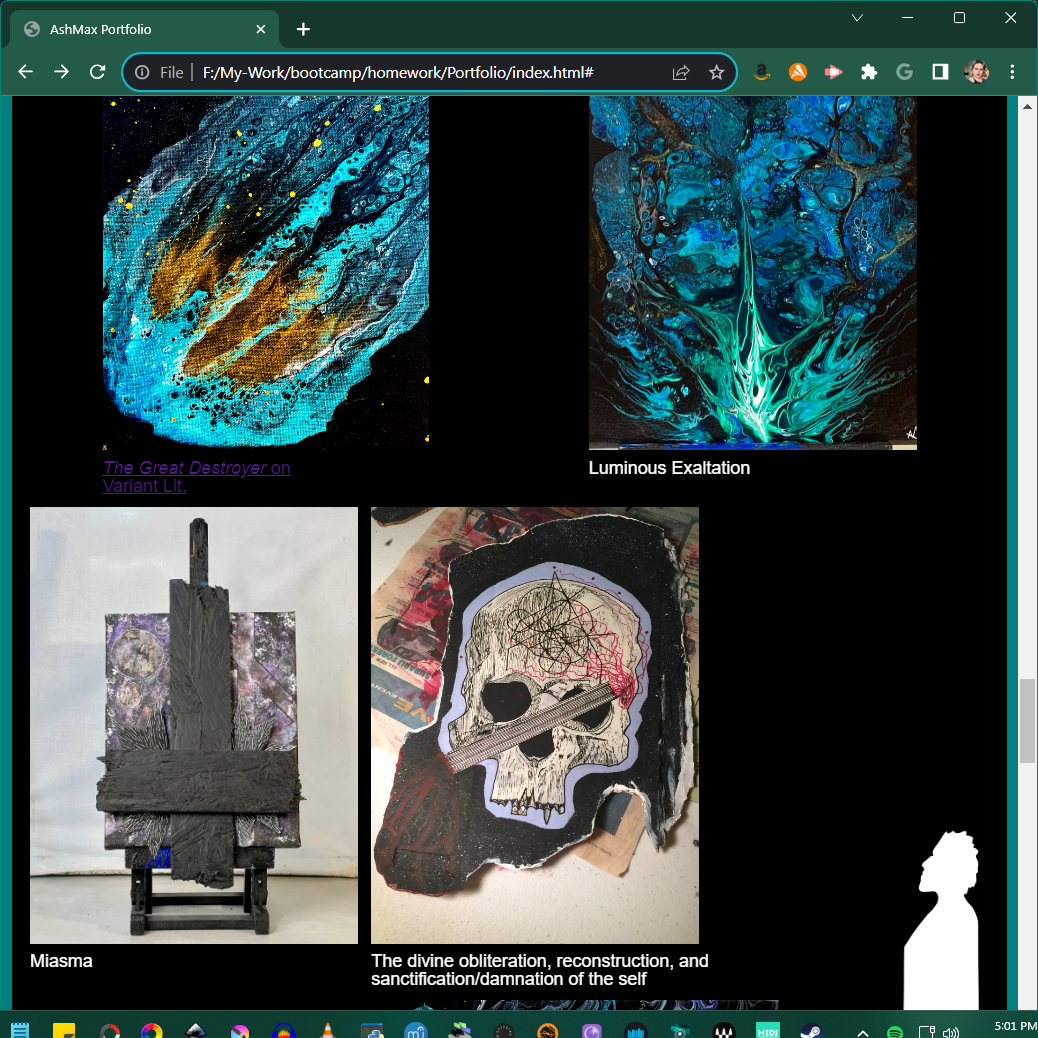 AshMax Portfolio
File
F:/My-Work/bootcamp/homework/Portfolio/index.html#
The Great Destroyer on
Variant Lit.
Luminous Exaltation
Miasma
The divine obliteration, reconstruction, and
sanctification/damnation of the self
MIDI
5:01 PM